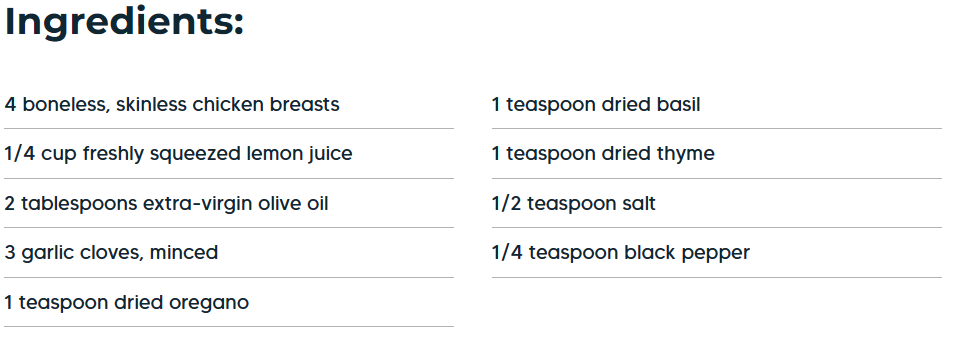 Ingredients:
4 boneless, skinless chicken breasts
1/4 cup freshly squeezed lemon juice
2 tablespoons extra-virgin olive oil
3 garlic cloves, minced
1 teaspoon dried oregano
1 teaspoon dried basil
1 teaspoon dried thyme
1/2 teaspoon salt
1/4 teaspoon black pepper